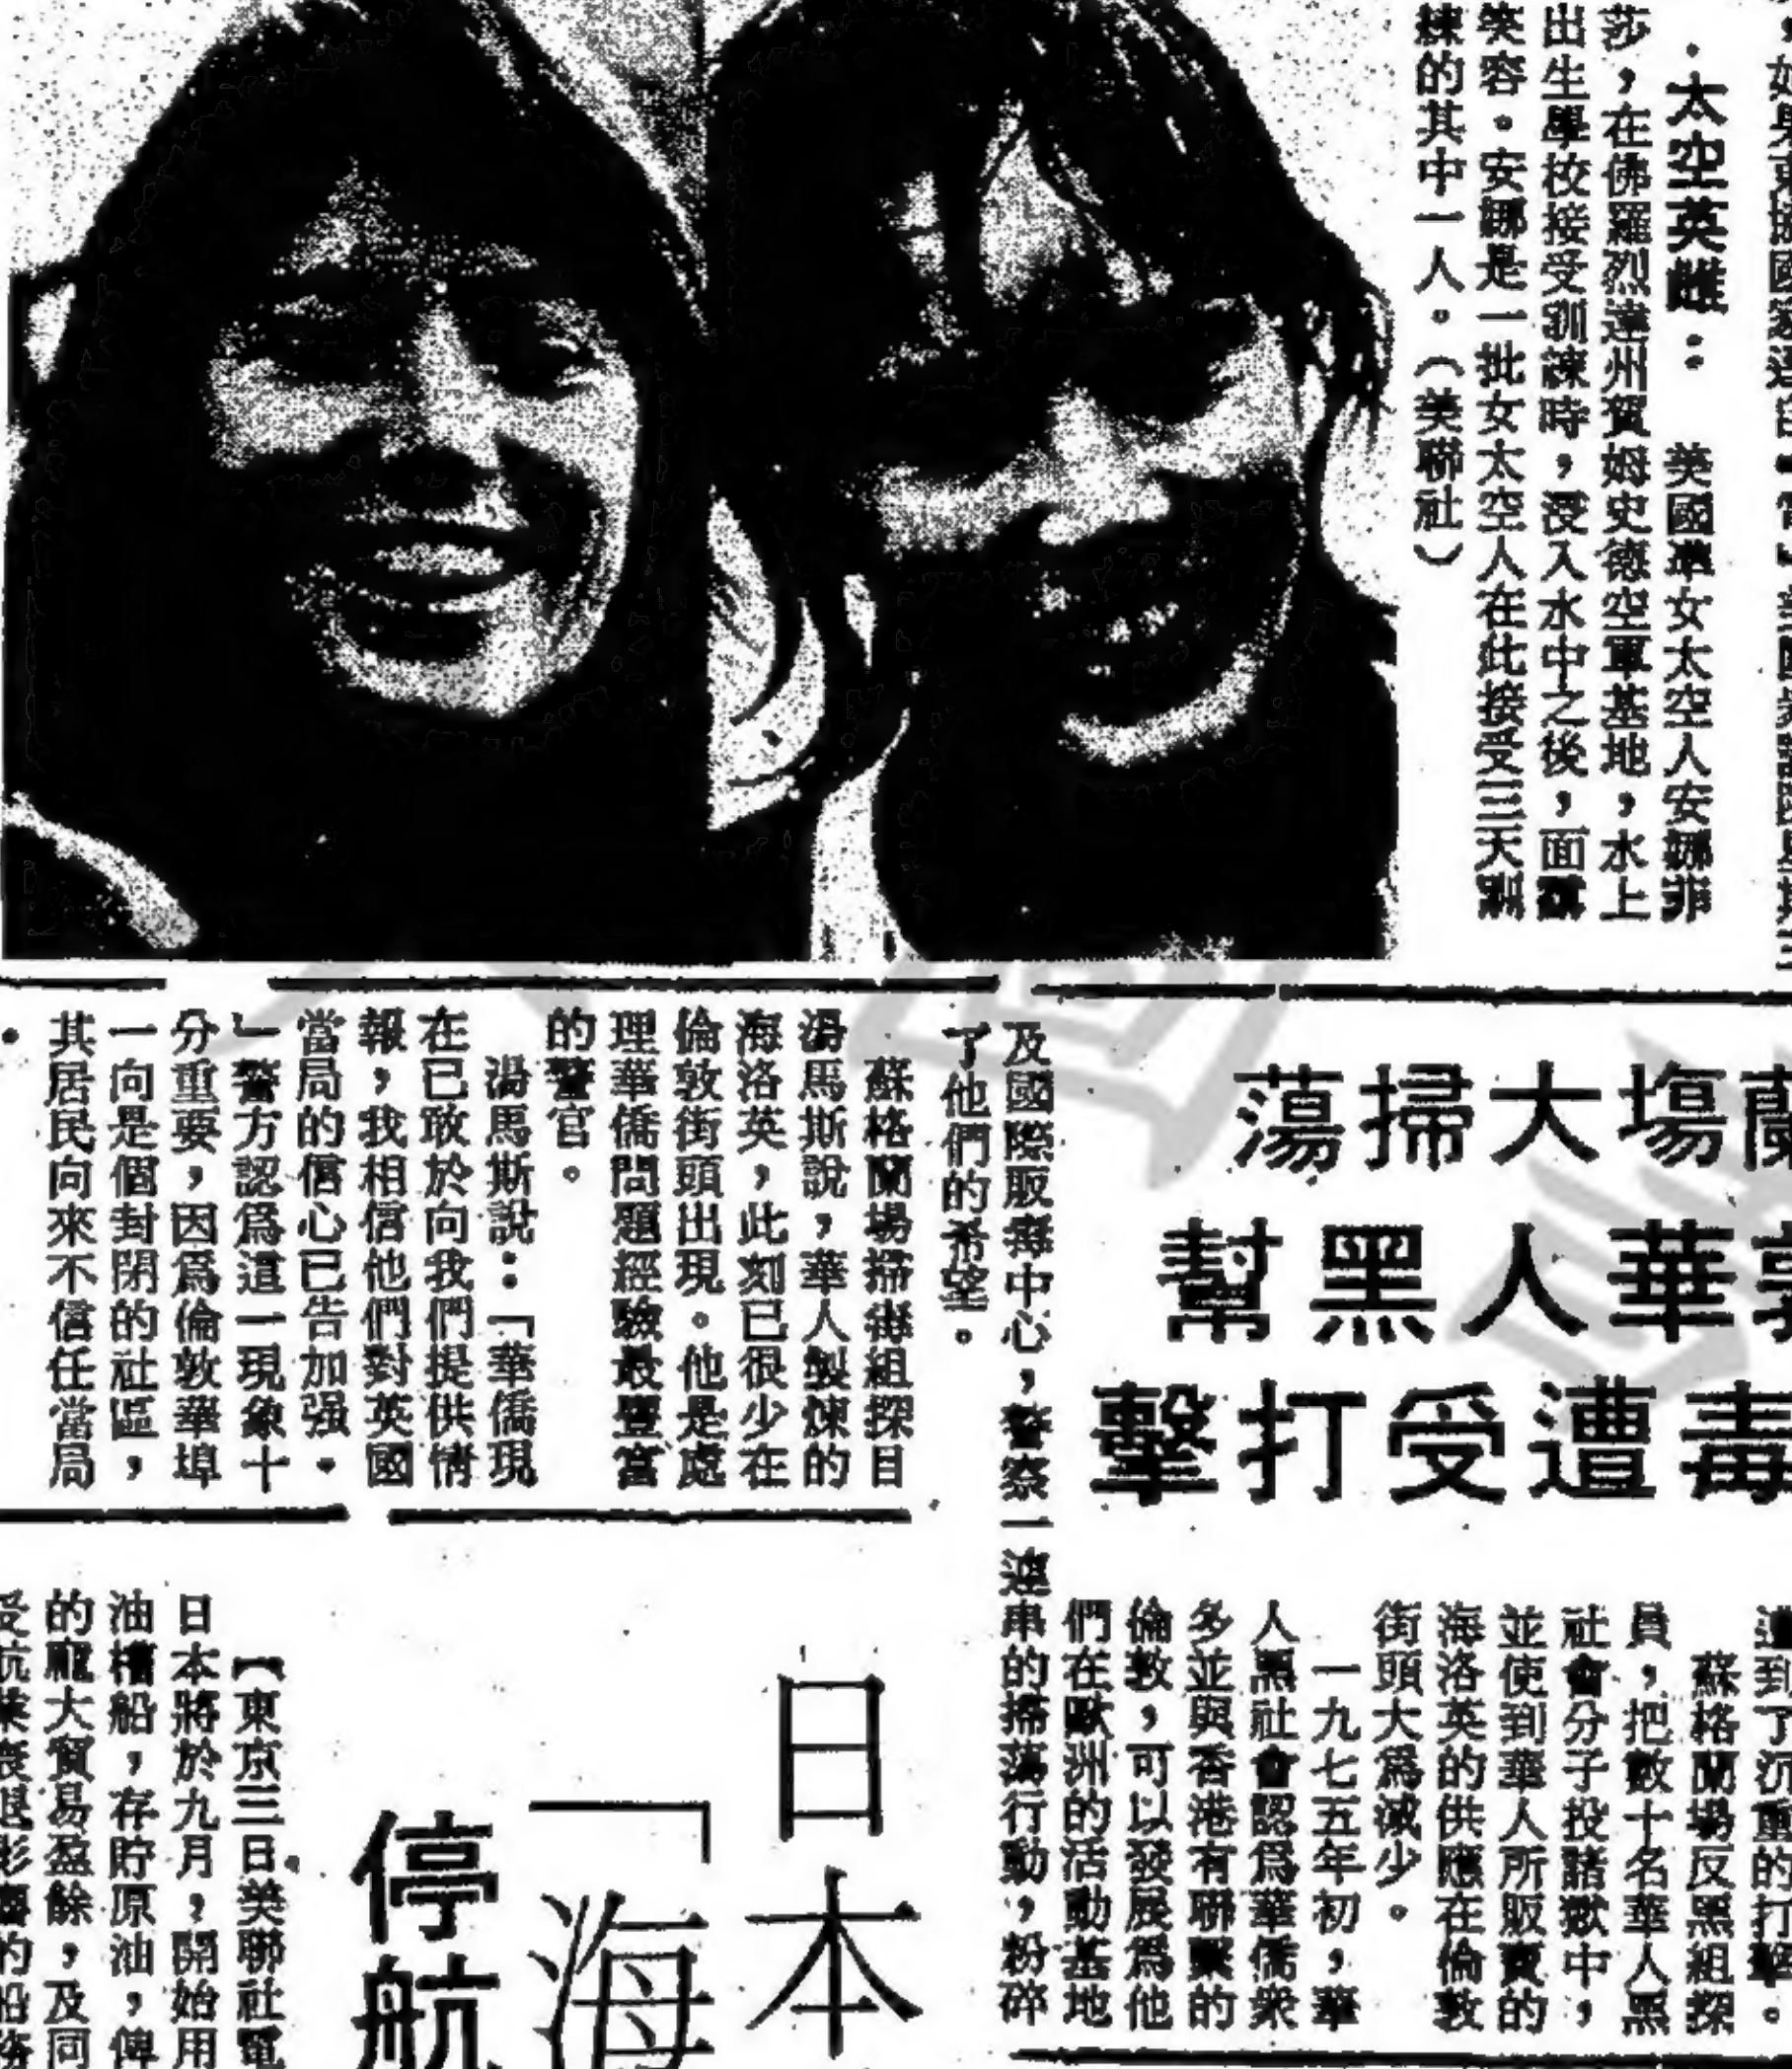 ・太空英雌：　美國準女太空人安娜菲
莎，在佛羅烈達州賀姆史德空軍基地，水上
出生學校接受訓練時，浸入水中之後，面露
笑容。安娜是一批女太空人在此接受三天訓
練的其中一人。（美聯社）
蘭場大掃蕩
華人黑幫
毒遭受打擊
遭到了沉重的打擊。
蘇格蘭場反黑組探
員，把數十名華人黑
社會分子投諸獄中，
並使到華人所販賣的
海洛英的供應在倫敦
街頭大爲減少。
一九七五年初，華
人黑社會認爲華僑衆
多並與香港有聯繫的
倫敦，可以發展爲他
們在歐洲的活動基地
及國際販毒中心，警察一連串的掃蕩行動，粉碎
了他們的希望。
蘇格蘭場掃毒組探目
湯馬斯說，華人製煉的
海洛英，此刻已很少在
倫敦街頭出現。他是處
理華僑問題經驗最豐富
的警官。
湯馬斯說：「華僑現
在已敢於向我們提供情
報，我相信他們對英國
當局的信心已告加强。
」警方認爲這一現象十
分重要，因爲倫敦華埠
一向是個封閉的社區，
其居民向來不信任當局
。
日本
「海
停航
【東京三日美聯社電
日本將於九月，開始用
油槽船，存貯原油，俾
的龐大貿易盈餘，及同